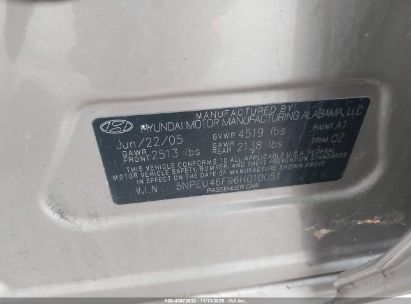 MANUFACTURED BY
HYUNDAI MOTOR MANUFACTURING ALABAMA, LLC
Jun/22/05 GVWR 4519 lbs PAINT A1
GAWR FRONT 2513 lbs GAWR REAR 2138 lbs TRIM QZ
THIS VEHICLE CONFORMS TO ALL APPLICABLE U.S.A. FEDERAL
MOTOR VEHICLE SAFETY, BUMPER, AND THEFT PREVENTION STANDARDS
IN EFFECT ON THE DATE OF MANUFACTURE SHOWN ABOVE.
V.I.N : 5NPEU46F96H010051
PASSENGER CAR